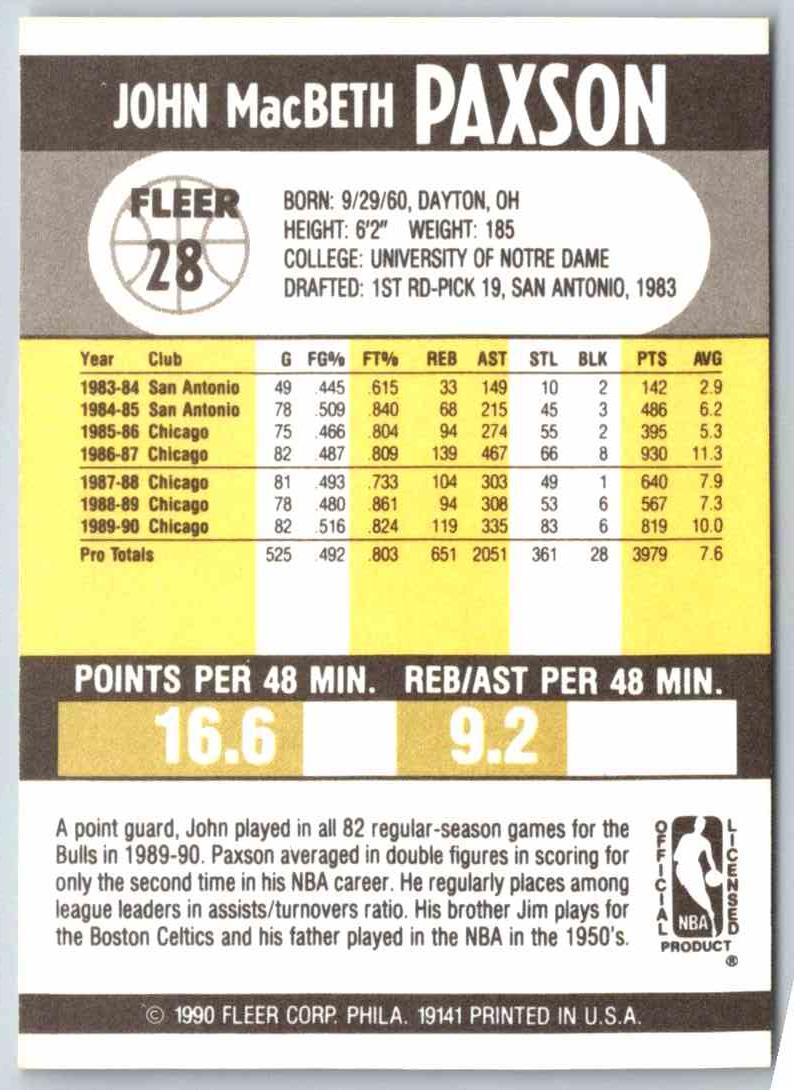 JOHN MacBETH PAXSON
FLEER
28
BORN: 9/29/60, DAYTON, OH
HEIGHT: 6'2" WEIGHT: 185
COLLEGE: UNIVERSITY OF NOTRE DAME
DRAFTED: 1ST RD-PICK 19, SAN ANTONIO, 1983
Year Club G FG% FT% REB AST STL BLK PTS AVG
1983-84 San Antonio 49 .445 .615 33 149 10 2 142 2.9
1984-85 San Antonio 78 .509 .840 68 215 45 3 486 6.2
1985-86 Chicago 75 .466 .804 94 274 55 2 395 5.3
1986-87 Chicago 82 .487 .809 139 467 66 8 930 11.3
1987-88 Chicago 81 .493 .733 104 303 49 1 640 7.9
1988-89 Chicago 78 .480 .861 94 308 53 6 567 7.3
1989-90 Chicago 82 .516 .824 119 335 83 6 819 10.0
Pro Totals 525 .492 .803 651 2051 361 28 3979 7.6
POINTS PER 48 MIN. REB/AST PER 48 MIN.
16.6 9.2
A point guard, John played in all 82 regular-season games for the
Bulls in 1989-90. Paxson averaged in double figures in scoring for
only the second time in his NBA career. He regularly places among
league leaders in assists/turnovers ratio. His brother Jim plays for
the Boston Celtics and his father played in the NBA in the 1950's.
OFFICIAL
LICENSED
NBA
PRODUCT
®
© 1990 FLEER CORP. PHILA. 19141 PRINTED IN U.S.A.